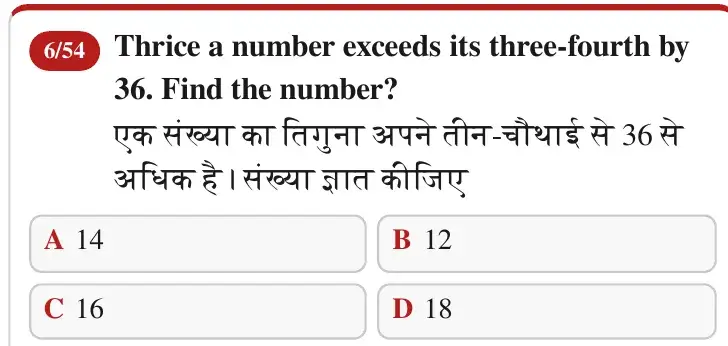 6/54 Thrice a number exceeds its three-fourth by
36. Find the number?
एक संख्या का तिगुना अपने तीन-चौथाई से 36 से
अधिक है। संख्या ज्ञात कीजिए
A 14
B 12
C 16
D 18